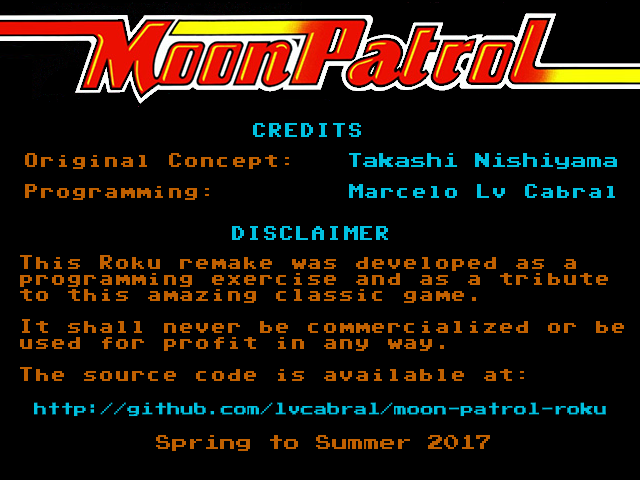 Moon Patrol
CREDITS
Original Concept: Takashi Nishiyama
Programming: Marcelo Lv Cabral
DISCLAIMER
This Roku remake was developed as a
programming exercise and as a tribute
to this amazing classic game.
It shall never be commercialized or be
used for profit in any way.
The source code is available at:
http://github.com/lvcabral/moon-patrol-roku
Spring to Summer 2017